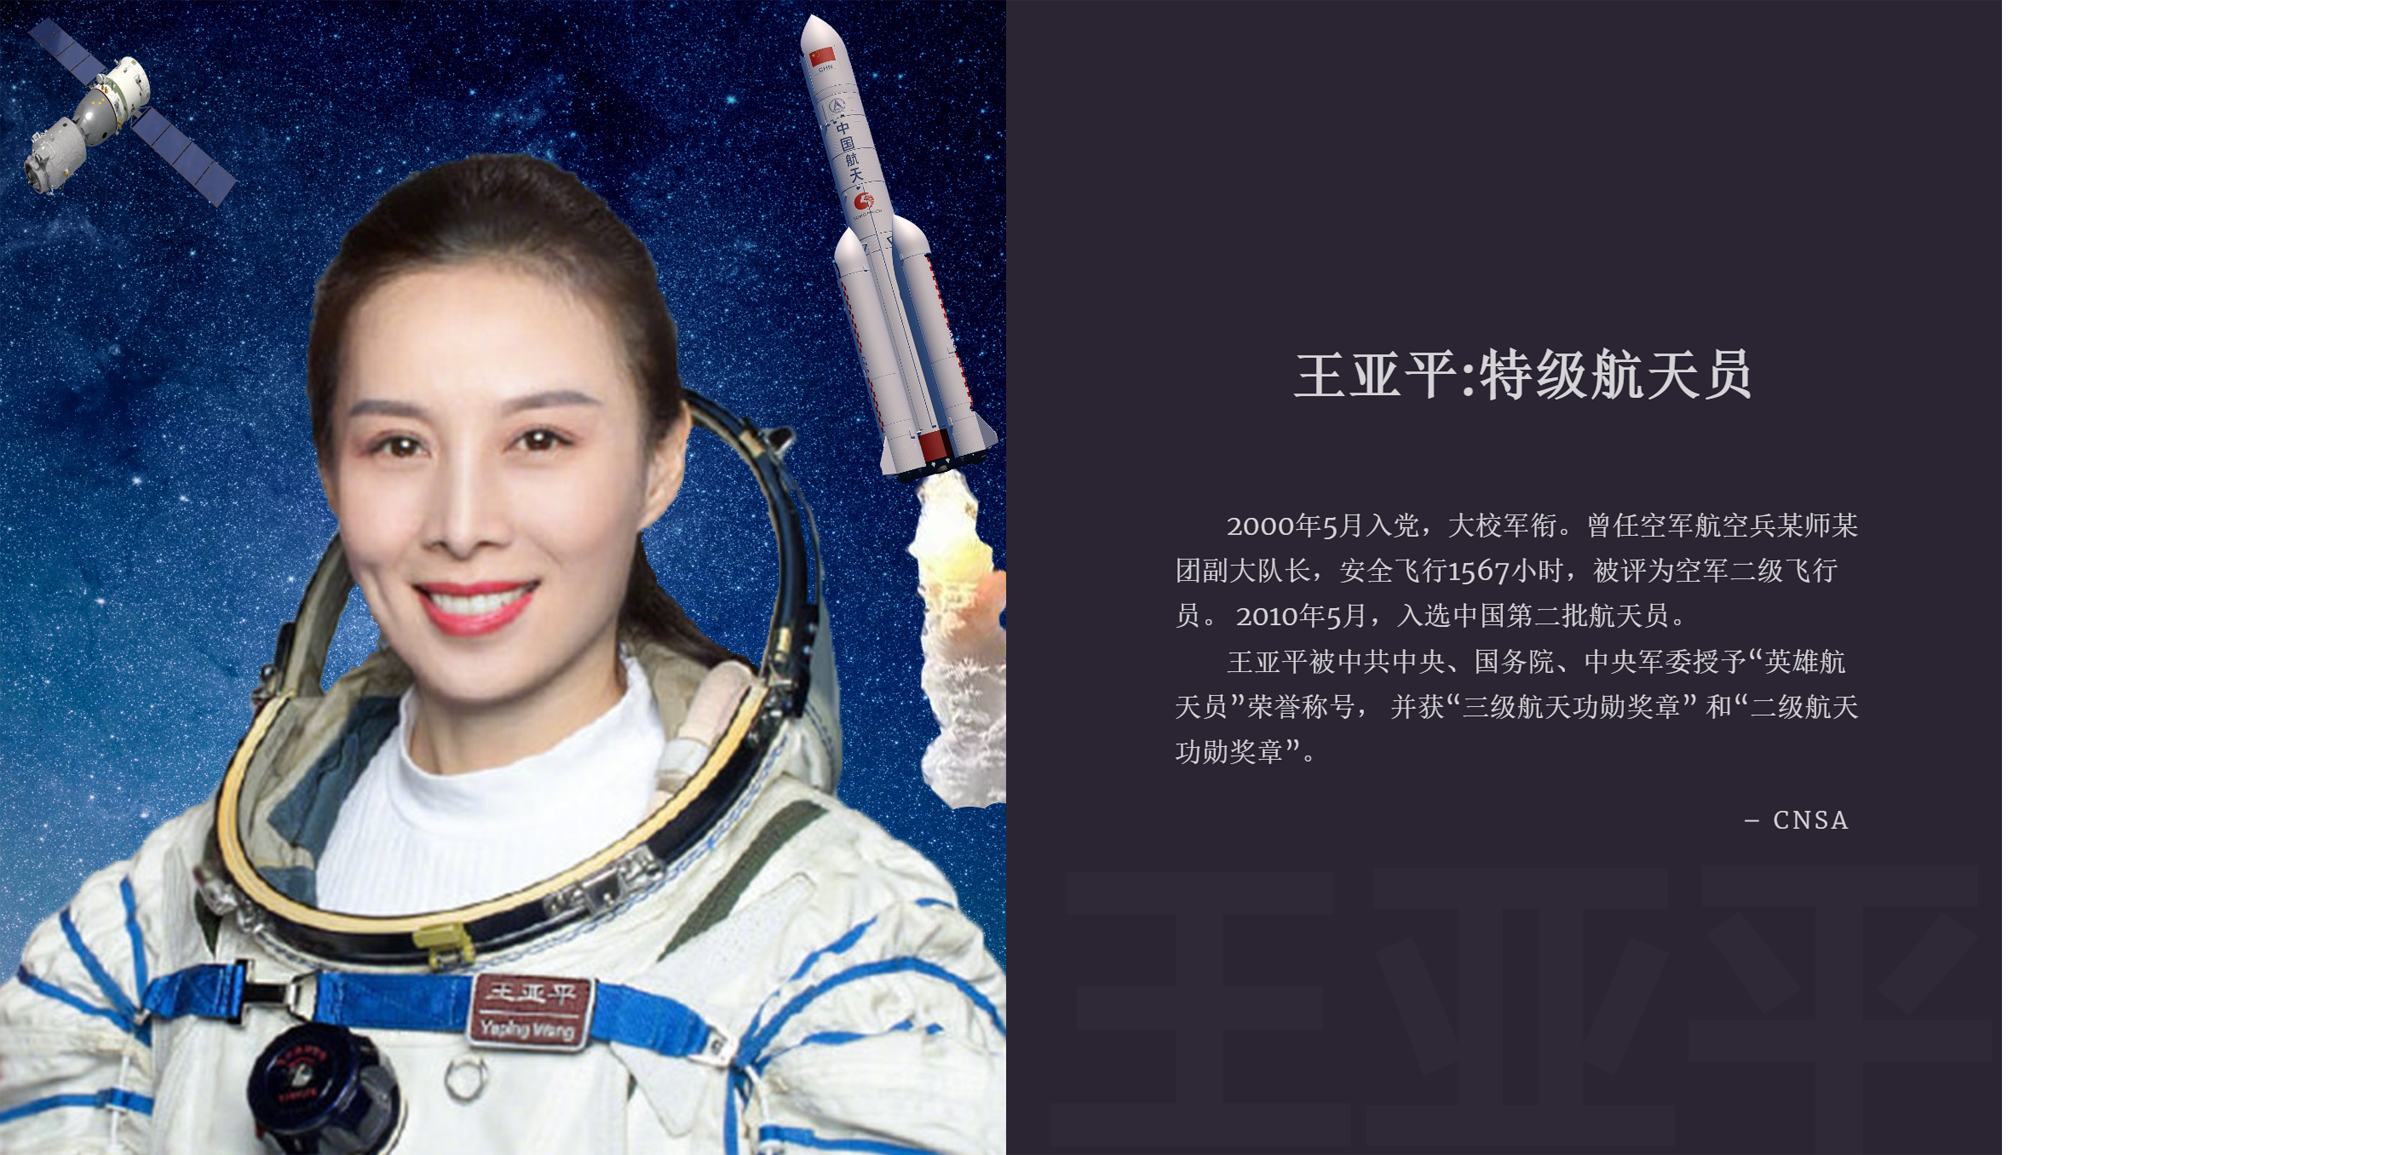 CHN
中国航天
王亚平
Yaping Wang
王亚平:特级航天员
2000年5月入党，大校军衔。曾任空军航空兵某师某
团副大队长，安全飞行1567小时，被评为空军二级飞行
员。 2010年5月，入选中国第二批航天员。
王亚平被中共中央、国务院、中央军委授予“英雄航
天员”荣誉称号， 并获“三级航天功勋奖章” 和“二级航天
功勋奖章”。
– CNSA
王亚平